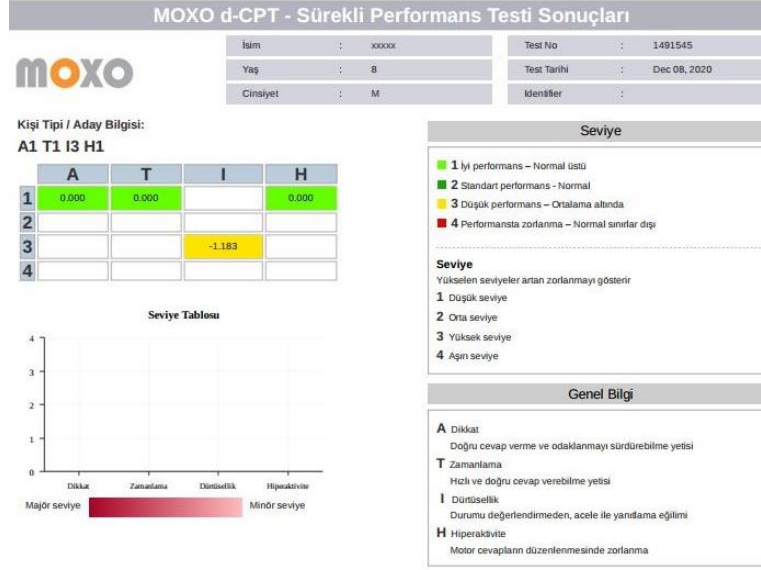 MOXO d-CPT - Sürekli Performans Testi Sonuçları
moxo
İsim : xxxxx
Yaş : 8
Cinsiyet : M
Test No : 1491545
Test Tarihi : Dec 08, 2020
Identifier :
Kişi Tipi / Aday Bilgisi:
A1 T1 I3 H1
A T I H
1 0.000 0.000 0.000
2
3 -1.183
4
Seviye Tablosu
4
3
2
1
0
Dikkat Zamanlama Dürtüsellik Hiperaktivite
Majör seviye Minör seviye
Seviye
1 İyi performans – Normal üstü
2 Standart performans - Normal
3 Düşük performans – Ortalama altında
4 Performansta zorlanma – Normal sınırlar dışı
Seviye
Yükselen seviyeler artan zorlanmayı gösterir
1 Düşük seviye
2 Orta seviye
3 Yüksek seviye
4 Aşırı seviye
Genel Bilgi
A Dikkat
Doğru cevap verme ve odaklanmayı sürdürebilme yetisi
T Zamanlama
Hızlı ve doğru cevap verebilme yetisi
I Dürtüsellik
Durumu değerlendirmeden, acele ile yanıtlama eğilimi
H Hiperaktivite
Motor cevapların düzenlenmesinde zorlanma